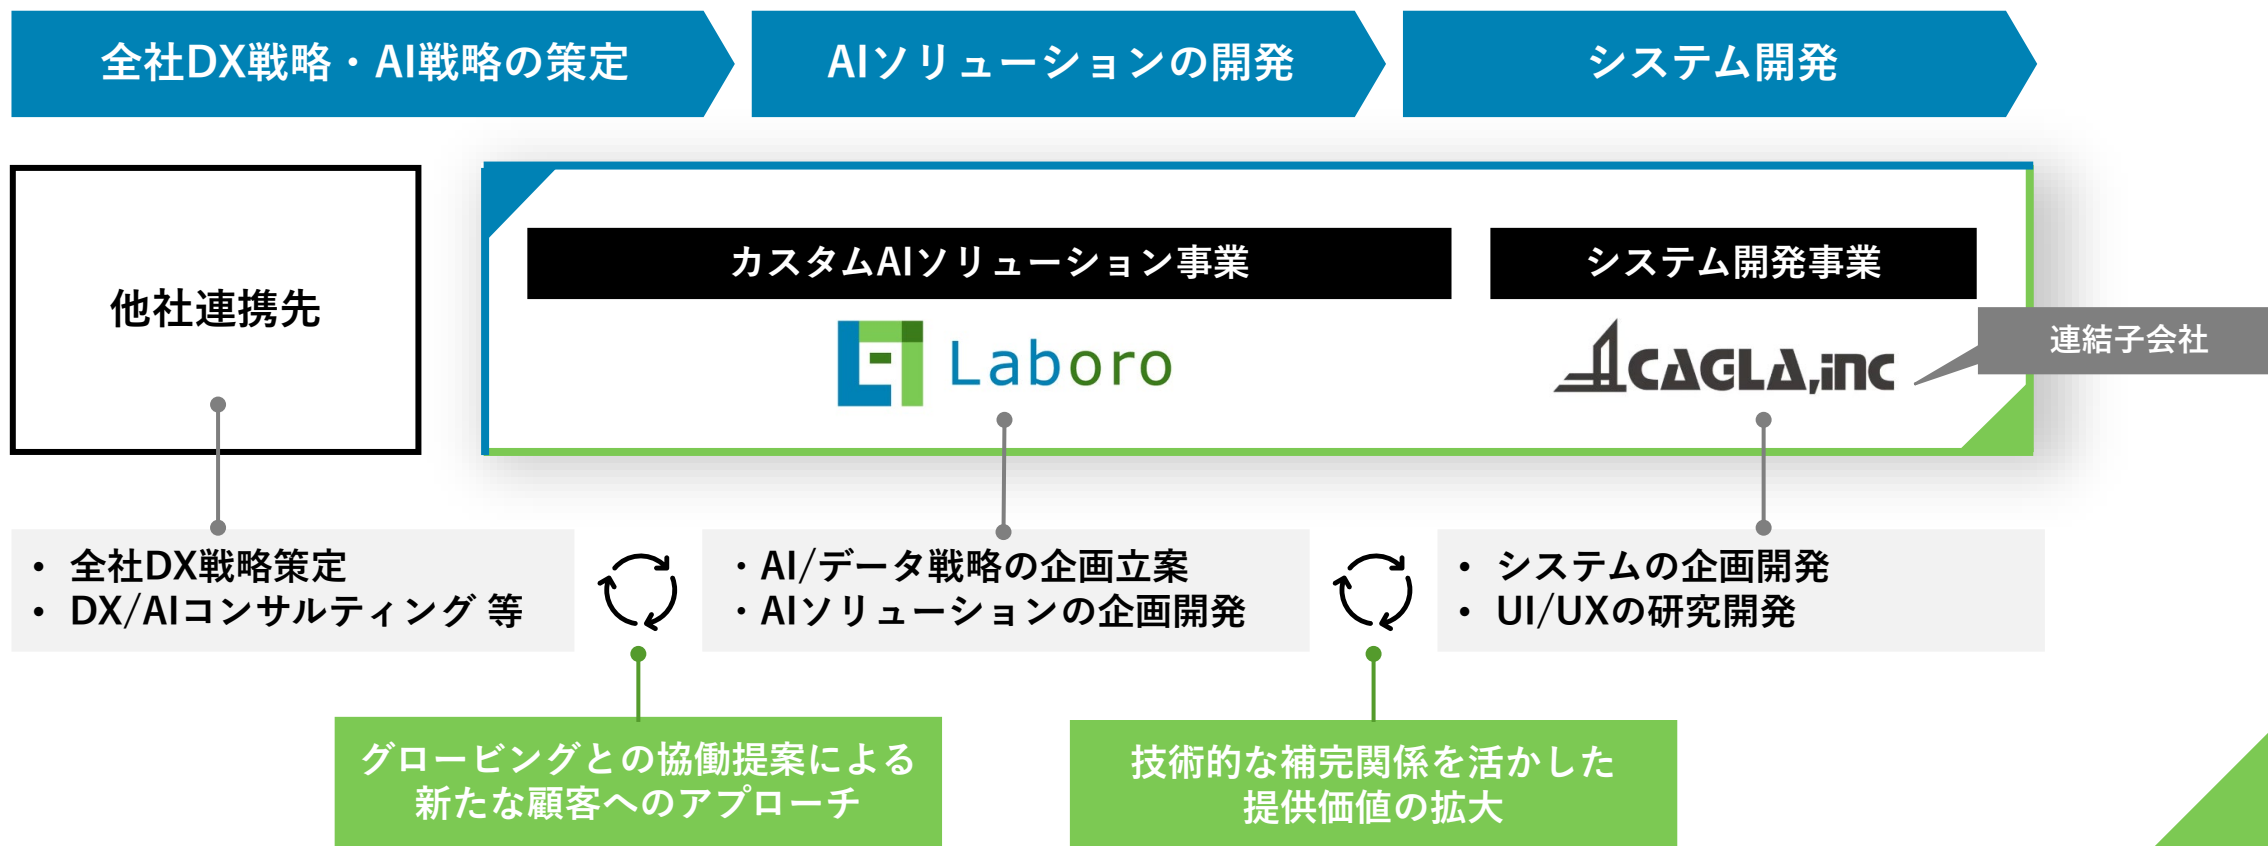 全社DX戦略・AI戦略の策定
AIソリューションの開発
システム開発
他社連携先
カスタムAIソリューション事業
システム開発事業
Laboro
CAGLA,inc
連結子会社
• 全社DX戦略策定
• DX/AIコンサルティング 等
・AI/データ戦略の企画立案
・AIソリューションの企画開発
• システムの企画開発
• UI/UXの研究開発
グロービングとの協働提案による
新たな顧客へのアプローチ
技術的な補完関係を活かした
提供価値の拡大